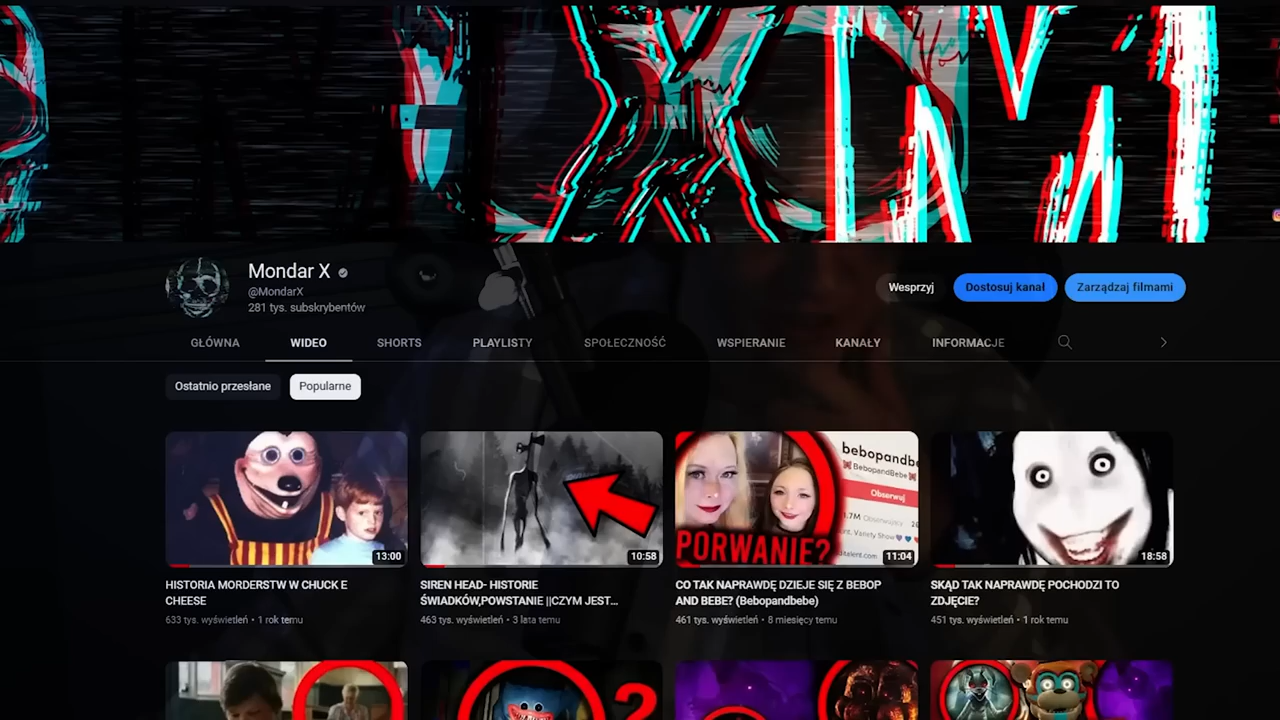 Mondar X
@MondarX
281 tys. subskrybentów
Wesprzyj
Dostosuj kanał
Zarządzaj filmami
GŁÓWNA
WIDEO
SHORTS
PLAYLISTY
SPOŁECZNOŚĆ
WSPIERANIE
KANAŁY
INFORMACJE
Ostatnio przesłane
Popularne
13:00
10:58
bebopandbe
BebopandBebe
Obserwuj
1.7M Obserwujący
PORWANIE?
11:04
18:58
HISTORIA MORDERSTW W CHUCK E
CHEESE
633 tys. wyświetleń • 1 rok temu
SIREN HEAD- HISTORIE
ŚWIADKÓW,POWSTANIE ||CZYM JEST...
463 tys. wyświetleń • 3 lata temu
CO TAK NAPRAWDĘ DZIEJE SIĘ Z BEBOP
AND BEBE? (Bebopandbebe)
461 tys. wyświetleń • 8 miesięcy temu
SKĄD TAK NAPRAWDĘ POCHODZI TO
ZDJĘCIE?
451 tys. wyświetleń • 1 rok temu
?